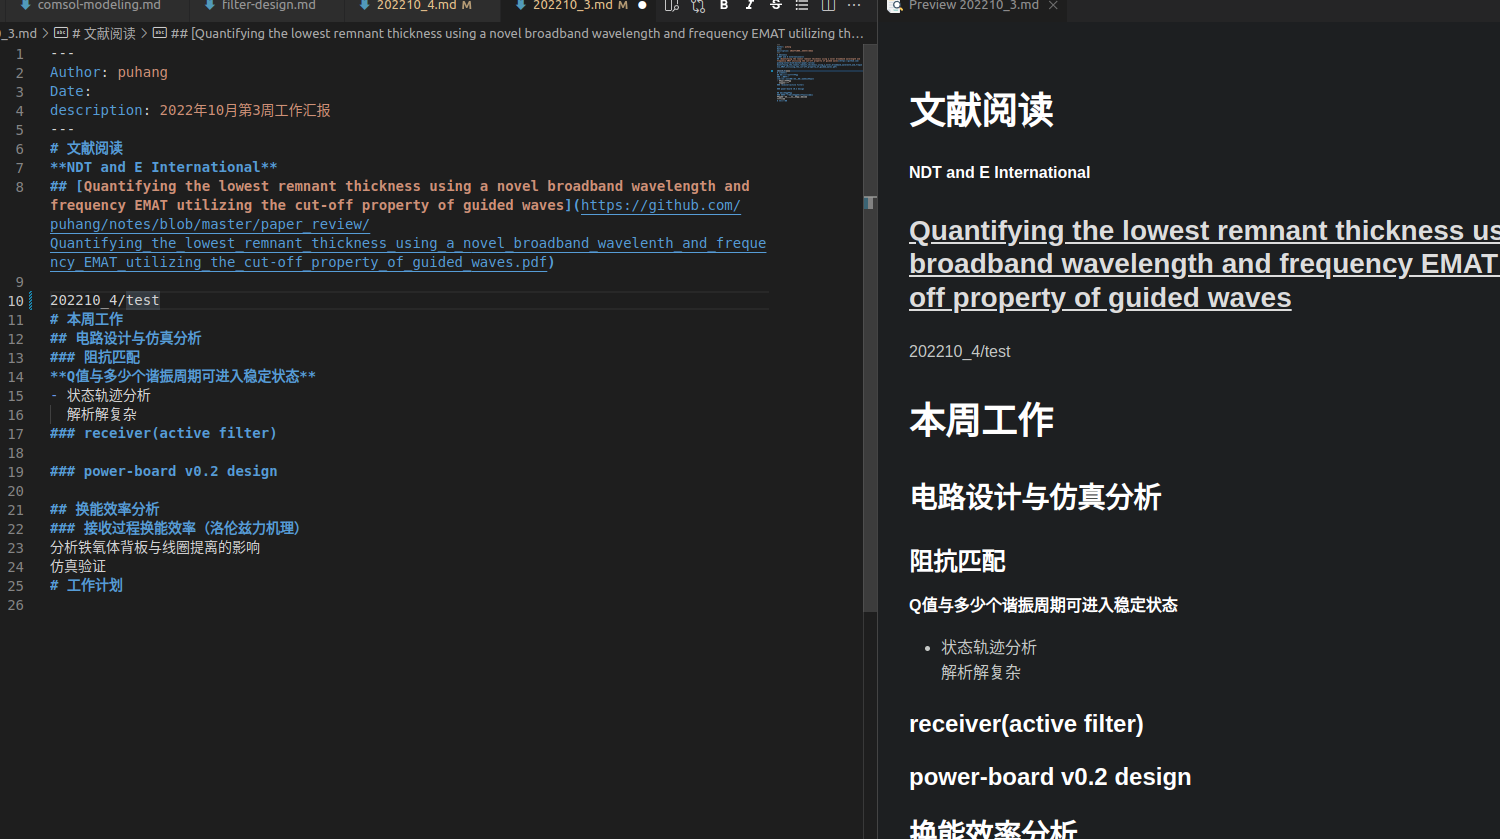 comsol-modeling.md filter-design.md 202210_4.md M 202210_3.md M Preview 202210_3.md
_3.md > # 文献阅读 > ## [Quantifying the lowest remnant thickness using a novel broadband wavelength and frequency EMAT utilizing th…
1 ---
2 Author: puhang
3 Date:
4 description: 2022年10月第3周工作汇报
5 ---
6 # 文献阅读
7 **NDT and E International**
8 ## [Quantifying the lowest remnant thickness using a novel broadband wavelength and
frequency EMAT utilizing the cut-off property of guided waves](https://github.com/
puhang/notes/blob/master/paper_review/
Quantifying_the_lowest_remnant_thickness_using_a_novel_broadband_wavelenth_and_freque
ncy_EMAT_utilizing_the_cut-off_property_of_guided_waves.pdf)
9
10 202210_4/test
11 # 本周工作
12 ## 电路设计与仿真分析
13 ### 阻抗匹配
14 **Q值与多少个谐振周期可进入稳定状态**
15 - 状态轨迹分析
16 解析解复杂
17 ### receiver(active filter)
18
19 ### power-board v0.2 design
20
21 ## 换能效率分析
22 ### 接收过程换能效率（洛伦兹力机理）
23 分析铁氧体背板与线圈提离的影响
24 仿真验证
25 # 工作计划
26
文献阅读
NDT and E International
Quantifying the lowest remnant thickness us
broadband wavelength and frequency EMAT
off property of guided waves
202210_4/test
本周工作
电路设计与仿真分析
阻抗匹配
Q值与多少个谐振周期可进入稳定状态
• 状态轨迹分析
解析解复杂
receiver(active filter)
power-board v0.2 design
换能效率分析